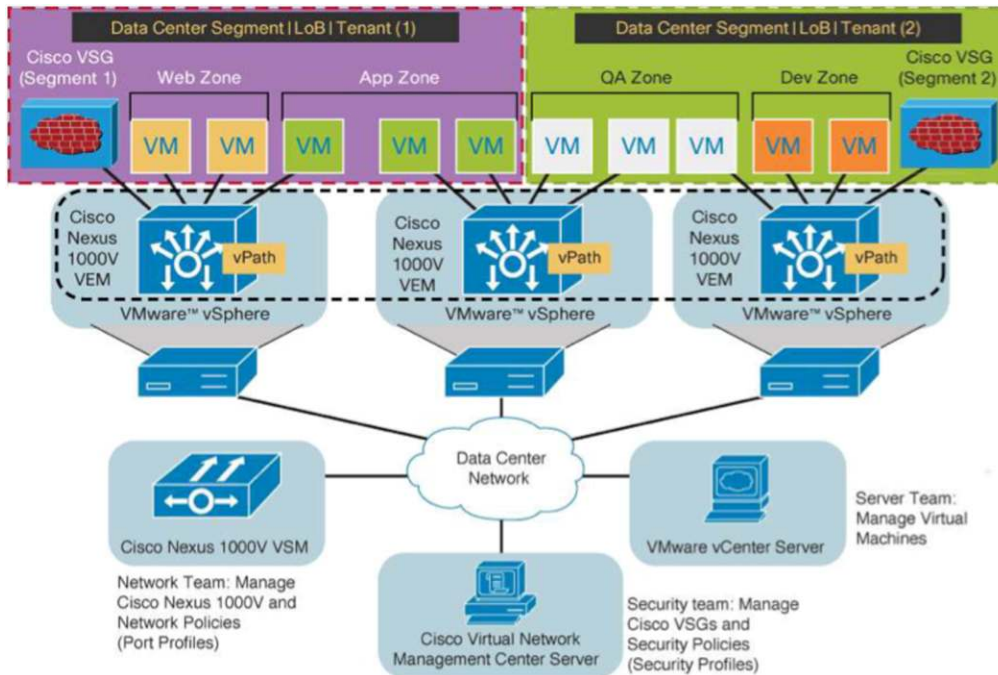 Data Center Segment|LoB|Tenant (1)
Data Center Segment|LoB|Tenant (2)
Cisco VSG
(Segment 1)
Web Zone
App Zone
QA Zone
Dev Zone
Cisco VSG
(Segment 2)
VM
VM
VM
VM
VM
VM
VM
VM
VM
VM
Cisco
Nexus
1000V
VEM
vPath
VMware™ vSphere
Cisco
Nexus
1000V
VEM
vPath
VMware™ vSphere
Cisco
Nexus
1000V
VEM
vPath
VMware™ vSphere
Data Center
Network
Cisco Nexus 1000V VSM
Network Team: Manage
Cisco Nexus 1000V and
Network Policies
(Port Profiles)
Cisco Virtual Network
Management Center Server
Security team: Manage
Cisco VSGs and
Security Policies
(Security Profiles)
VMware vCenter Server
Server Team:
Manage Virtual
Machines